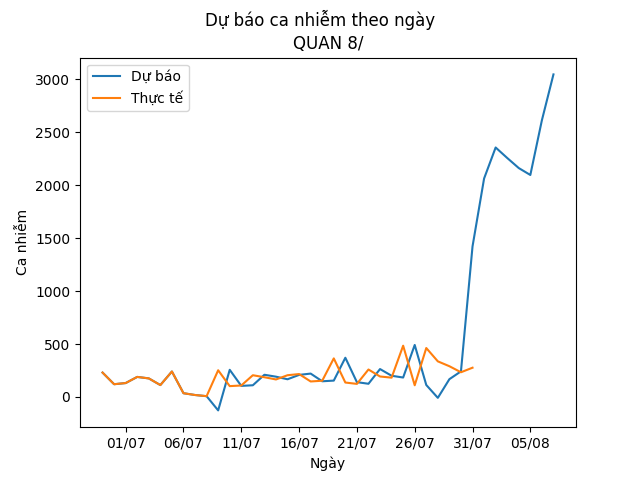 Dự báo ca nhiễm theo ngày
QUAN 8/
Dự báo
Thực tế
Ca nhiễm
3000
2500
2000
1500
1000
500
0
01/07 06/07 11/07 16/07 21/07 26/07 31/07 05/08
Ngày